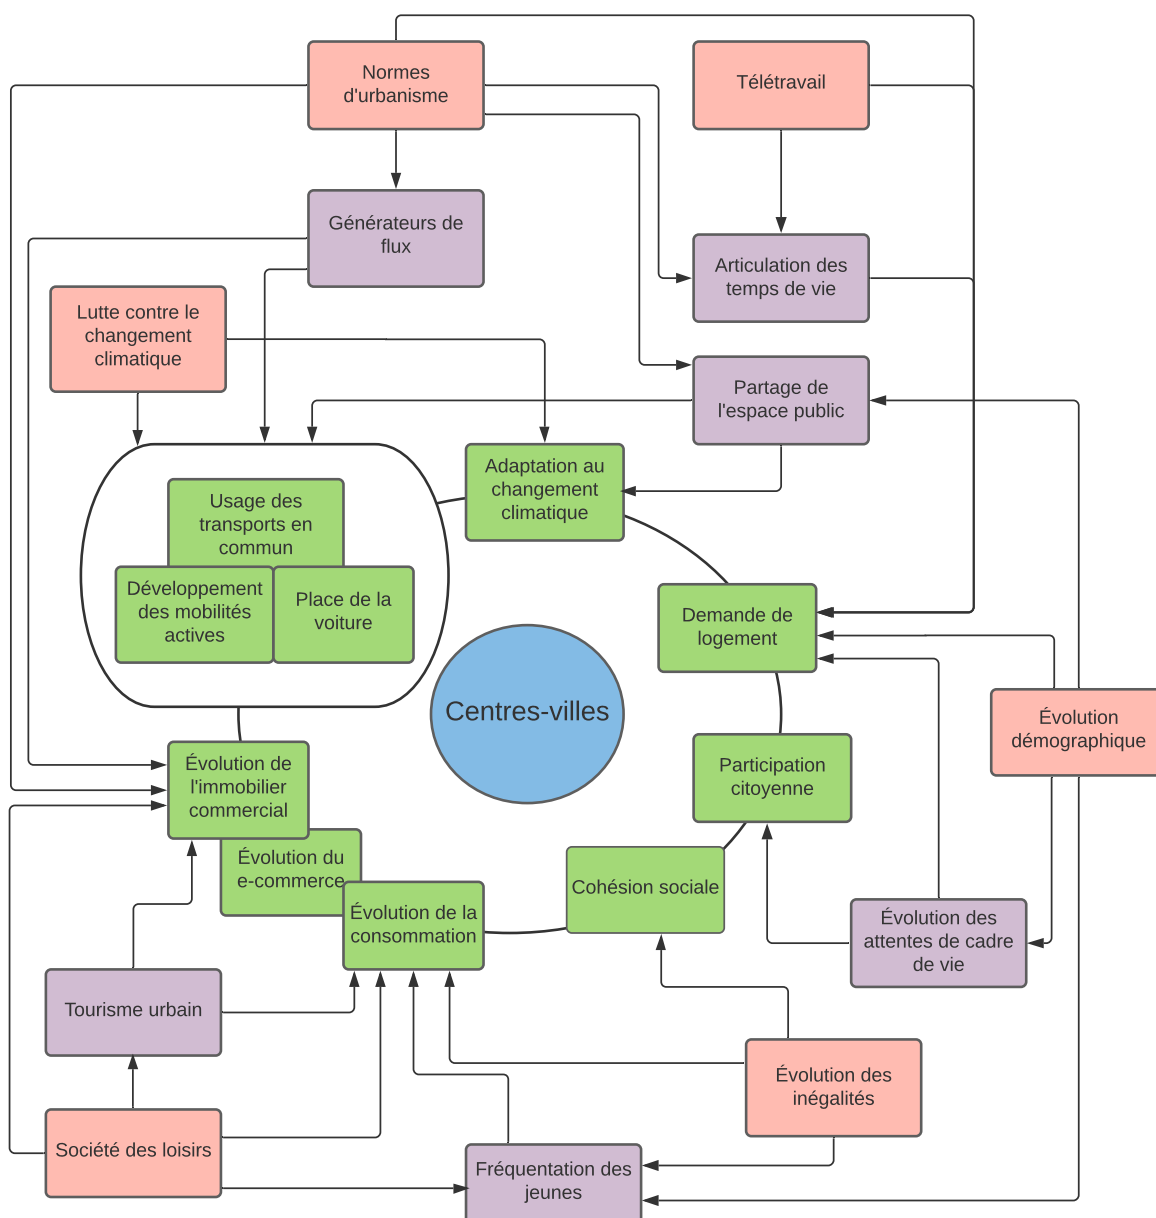 Normes
d'urbanisme
Télétravail
Générateurs de
flux
Articulation des
temps de vie
Lutte contre le
changement
climatique
Partage de
l'espace public
Adaptation au
changement
climatique
Usage des
transports en
commun
Développement
des mobilités
actives
Place de la
voiture
Demande de
logement
Centres-villes
Évolution
démographique
Évolution de
l'immobilier
commercial
Participation
citoyenne
Évolution du
e-commerce
Cohésion sociale
Évolution de la
consommation
Évolution des
attentes de cadre
de vie
Tourisme urbain
Évolution des
inégalités
Société des loisirs
Fréquentation des
jeunes